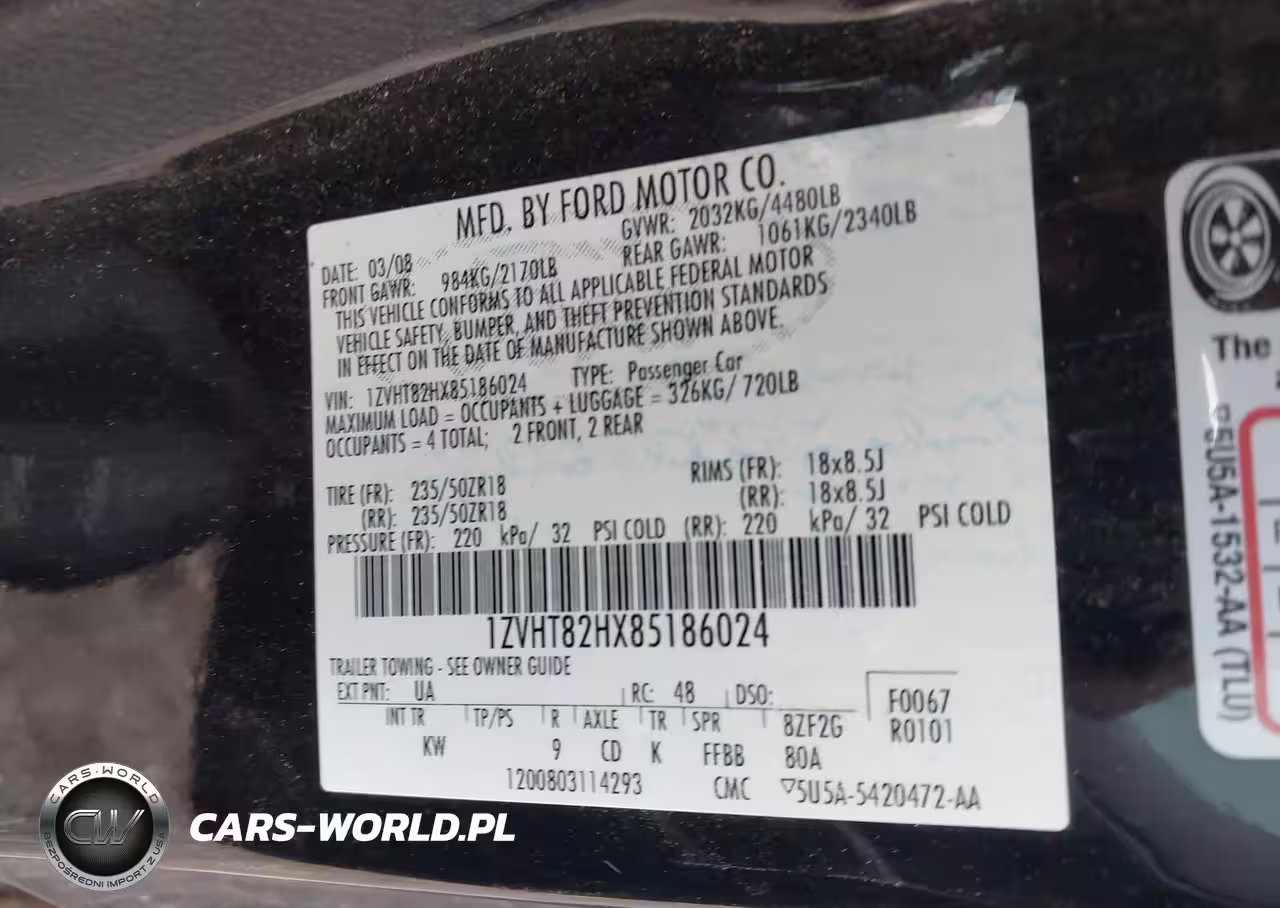 MFD. BY FORD MOTOR CO.
DATE: 03/08 GVWR: 2032KG/4480LB
FRONT GAWR: 984KG/2170LB REAR GAWR: 1061KG/2340LB
THIS VEHICLE CONFORMS TO ALL APPLICABLE FEDERAL MOTOR
VEHICLE SAFETY, BUMPER, AND THEFT PREVENTION STANDARDS
IN EFFECT ON THE DATE OF MANUFACTURE SHOWN ABOVE.
VIN: 1ZVHT82HX85186024 TYPE: Passenger Car
MAXIMUM LOAD = OCCUPANTS + LUGGAGE = 326KG/ 720LB
OCCUPANTS = 4 TOTAL; 2 FRONT, 2 REAR
TIRE (FR): 235/50ZR18 RIMS (FR): 18x8.5J
(RR): 235/50ZR18 (RR): 18x8.5J
PRESSURE (FR): 220 kPa/ 32 PSI COLD (RR): 220 kPa/ 32 PSI COLD
1ZVHT82HX85186024
TRAILER TOWING - SEE OWNER GUIDE
EXT PNT: UA RC: 48 DSO: F0067
INT TR TP/PS R AXLE TR SPR 8ZF2G R0101
KW 9 CD K FFBB 80A
1200803114293 CMC ▽5U5A-5420472-AA
The
5U5A-1532-AA (TLU)
CARS-WORLD
CW
BEZPOŚREDNI IMPORT Z USA
CARS-WORLD.PL